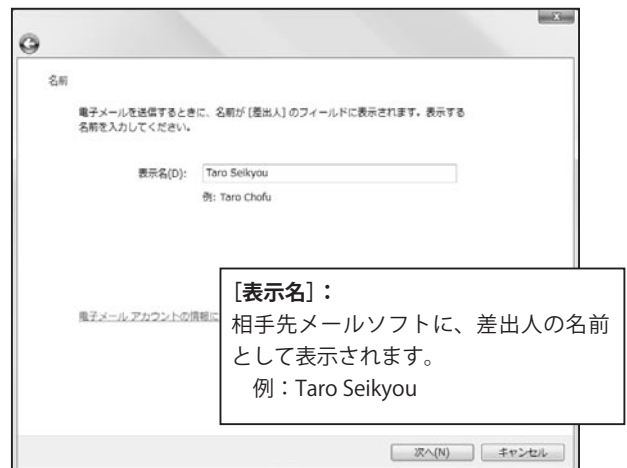 名前
電子メールを送信するときに、名前が [差出人] のフィールドに表示されます。表示する
名前を入力してください。
表示名(D): Taro Seikyou
例: Taro Chofu
[表示名]：
相手先メールソフトに、差出人の名前
として表示されます。
例：Taro Seikyou
電子メール アカウントの情報に
次へ(N) キャンセル